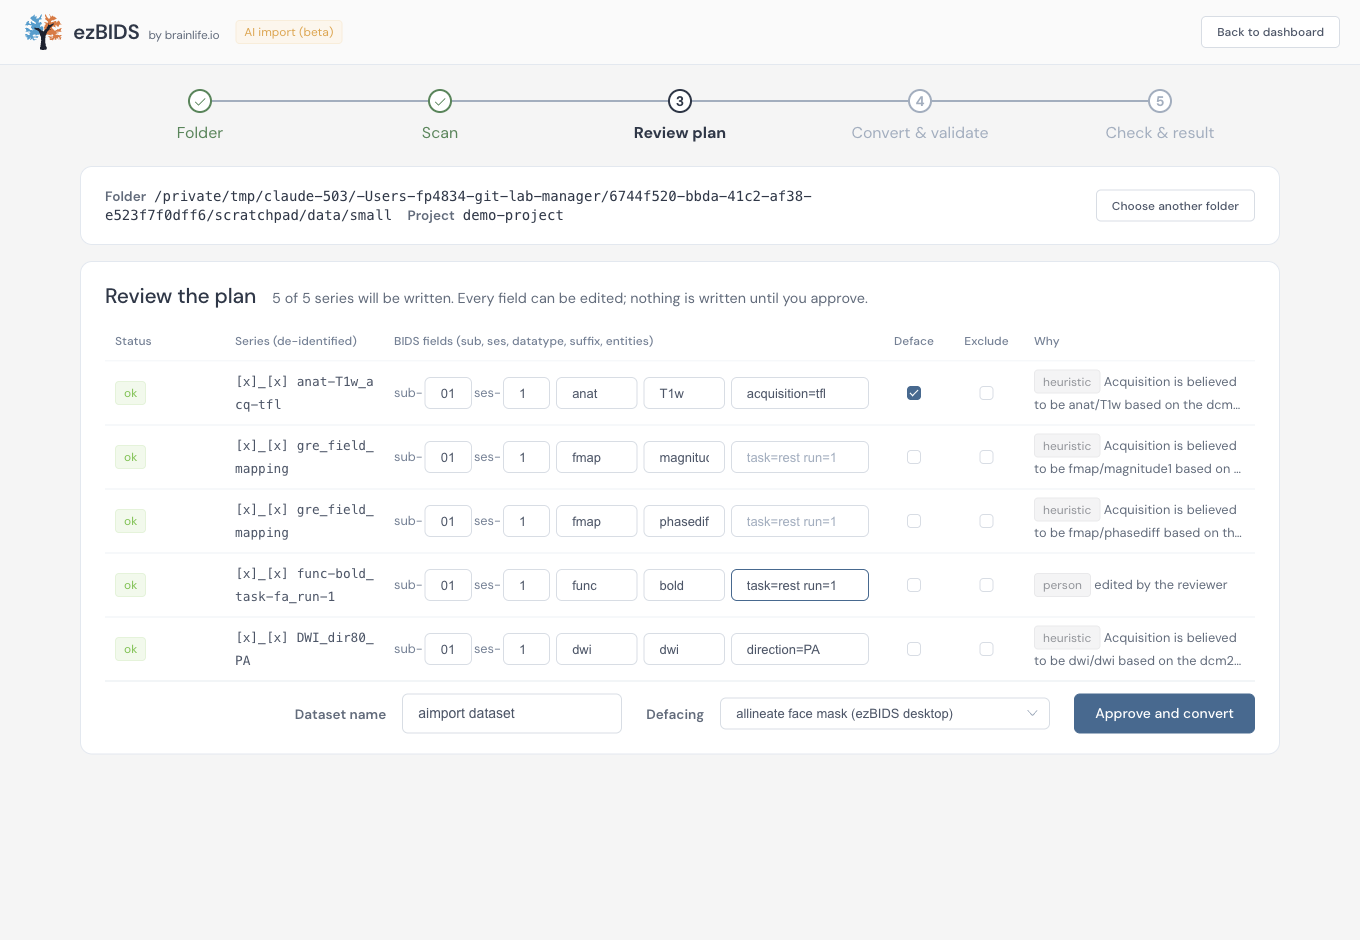 ezBIDS by brainlife.io AI import (beta) Back to dashboard
3 4 5
Folder Scan Review plan Convert & validate Check & result
Folder /private/tmp/claude-503/-Users-fp4834-git-lab-manager/6744f520-bbda-41c2-af38-
e523f7f0dff6/scratchpad/data/small Project demo-project
Choose another folder
Review the plan 5 of 5 series will be written. Every field can be edited; nothing is written until you approve.
Status Series (de-identified) BIDS fields (sub, ses, datatype, suffix, entities) Deface Exclude Why
ok [x]_[x] anat-T1w_a
cq-tfl
sub- 01 ses- 1 anat T1w acquisition=tfl
heuristic Acquisition is believed
to be anat/T1w based on the dcm...
ok [x]_[x] gre_field_
mapping
sub- 01 ses- 1 fmap magnituc task=rest run=1
heuristic Acquisition is believed
to be fmap/magnitude1 based on ...
ok [x]_[x] gre_field_
mapping
sub- 01 ses- 1 fmap phasedif task=rest run=1
heuristic Acquisition is believed
to be fmap/phasediff based on th...
ok [x]_[x] func-bold_
task-fa_run-1
sub- 01 ses- 1 func bold task=rest run=1
person edited by the reviewer
ok [x]_[x] DWI_dir80_
PA
sub- 01 ses- 1 dwi dwi direction=PA
heuristic Acquisition is believed
to be dwi/dwi based on the dcm2...
Dataset name aimport dataset Defacing allineate face mask (ezBIDS desktop) Approve and convert